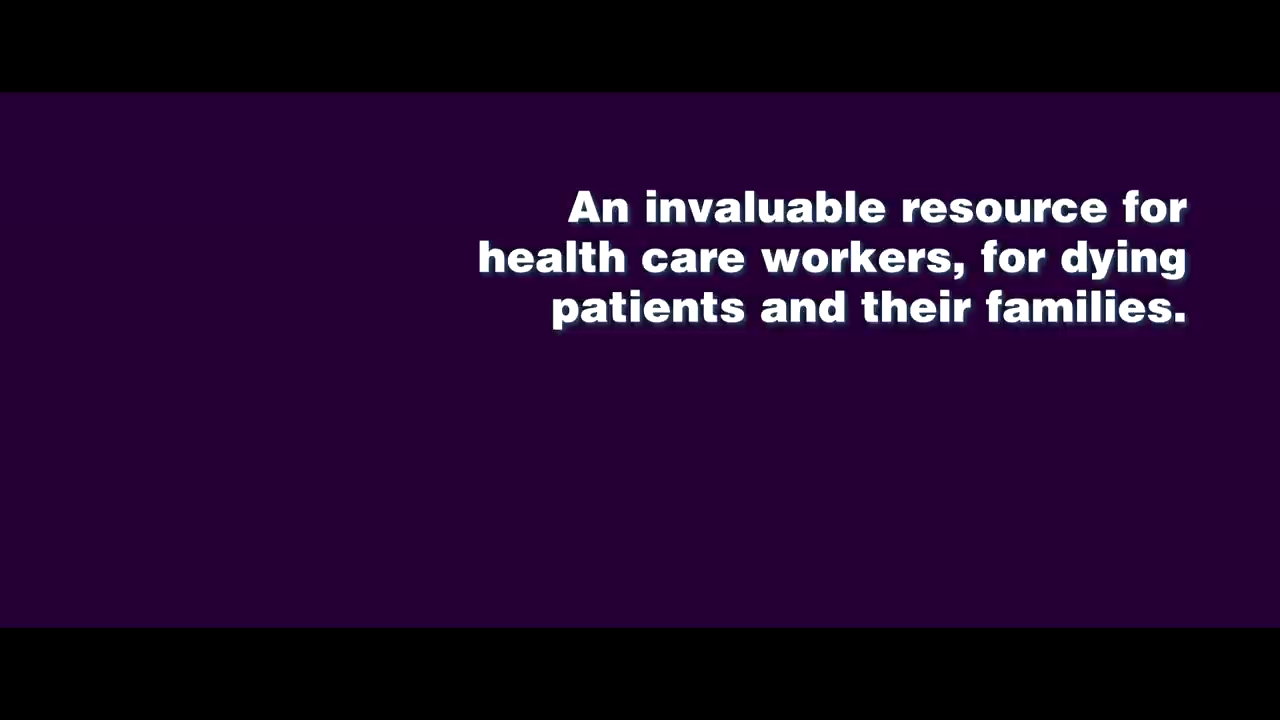 An invaluable resource for
health care workers, for dying
patients and their families.